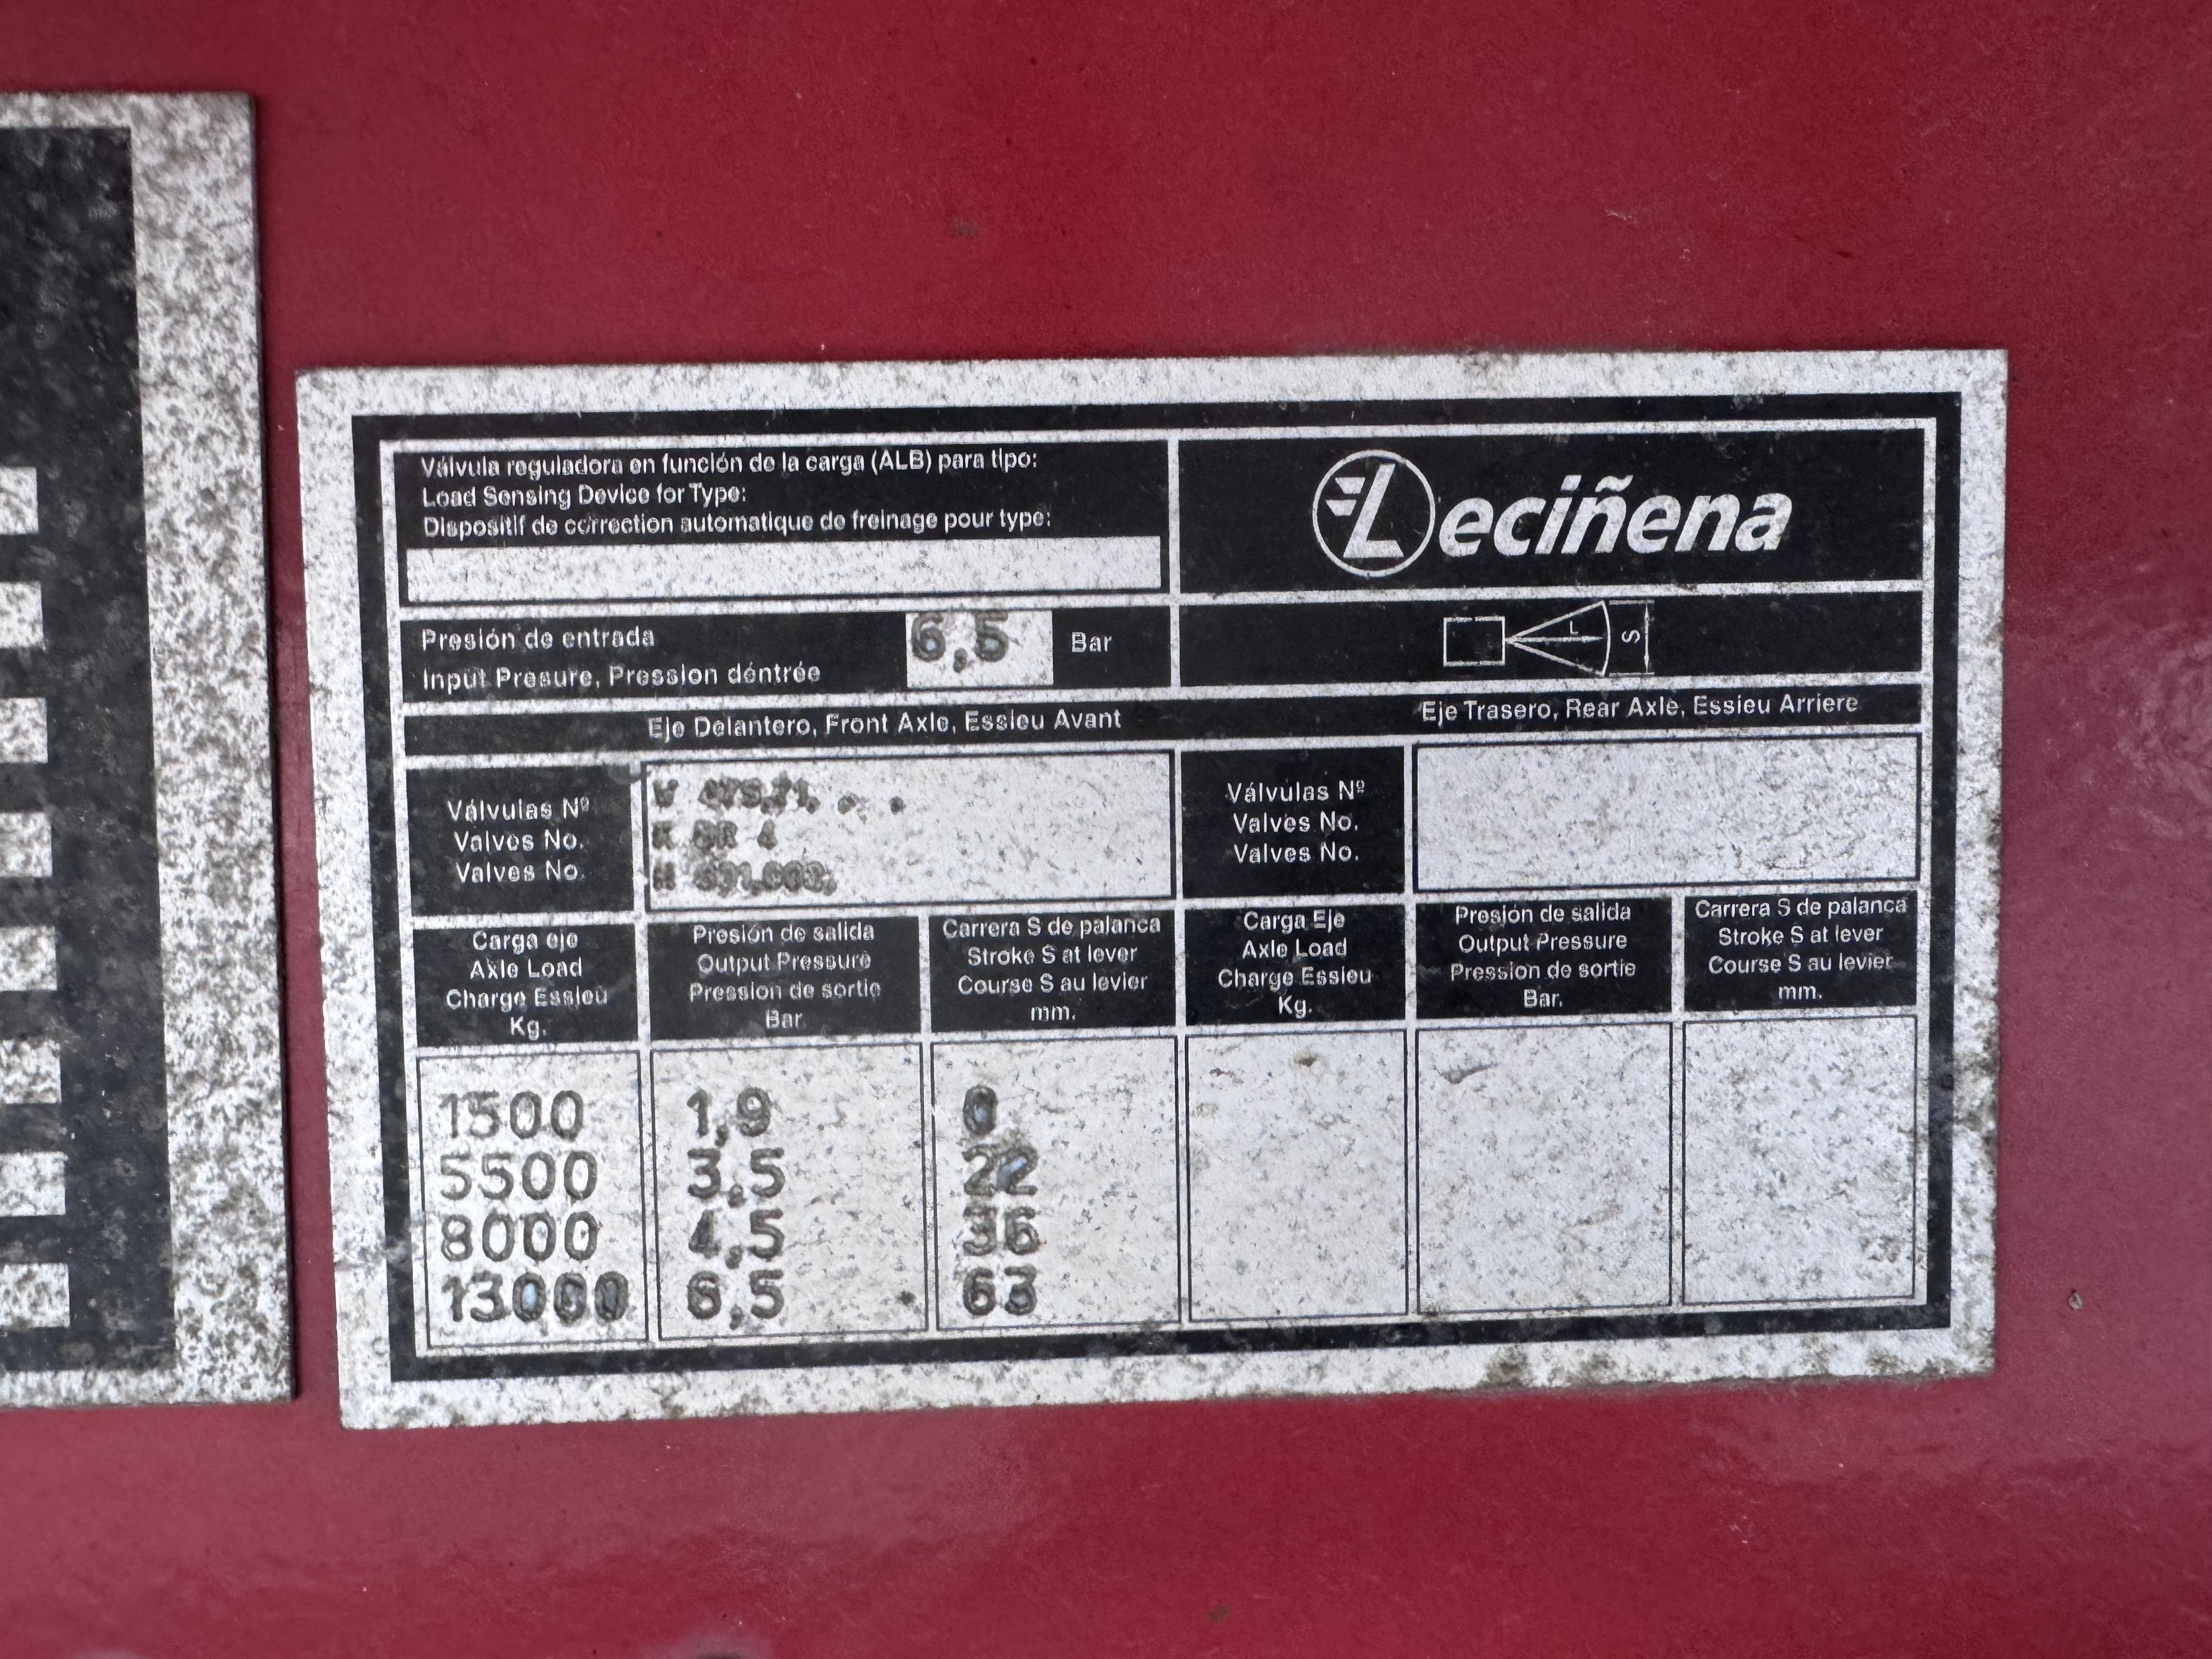 Válvula reguladora en función de la carga (ALB) para tipo:
Load Sensing Device for Type:
Dispositif de correction automatique de freinage pour type:
Leciñena
Presión de entrada
Input Presure, Pression déntrée
6,5
Bar
L
S
Eje Delantero, Front Axle, Essieu Avant
Eje Trasero, Rear Axle, Essieu Arriere
Válvulas Nº
Valves No.
Valves No.
V 475,71, . .
K BR 4
H
Válvulas Nº
Valves No.
Valves No.
Carga eje
Axle Load
Charge Essieu
Kg.
Presión de salida
Output Pressure
Pression de sortie
Bar
Carrera S de palanca
Stroke S at lever
Course S au levier
mm.
Carga Eje
Axle Load
Charge Essieu
Kg.
Presión de salida
Output Pressure
Pression de sortie
Bar.
Carrera S de palanca
Stroke S at lever
Course S au levier
mm.
1500 1,9 0
5500 3,5 22
8000 4,5 36
13000 6,5 63